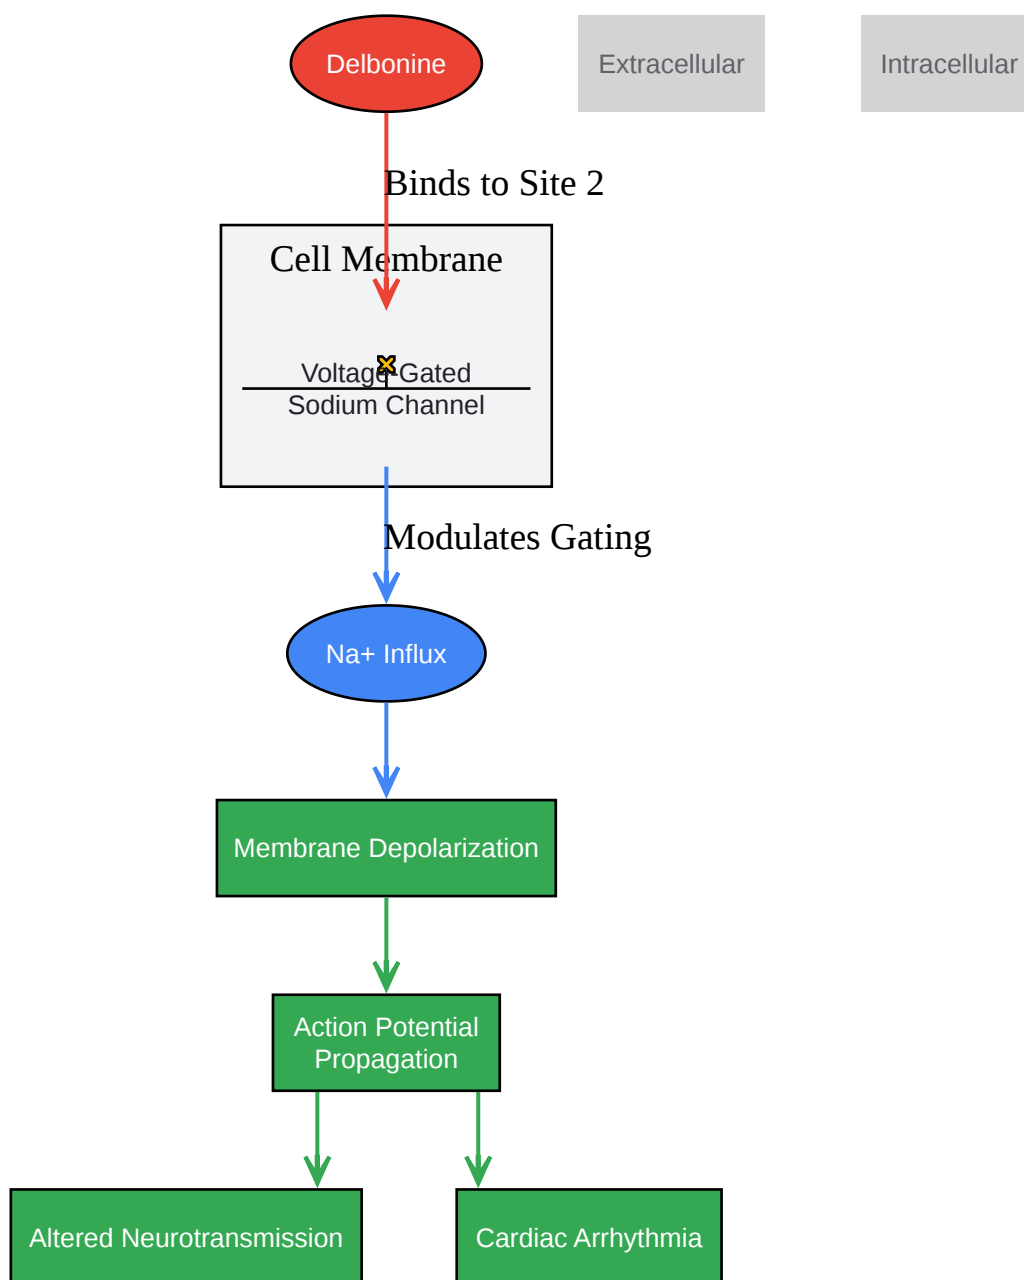 Delbonine
Extracellular
Intracellular
Binds to Site 2
Cell Membrane
Voltage-Gated
Sodium Channel
Modulates Gating
Na+ Influx
Membrane Depolarization
Action Potential
Propagation
Altered Neurotransmission
Cardiac Arrhythmia